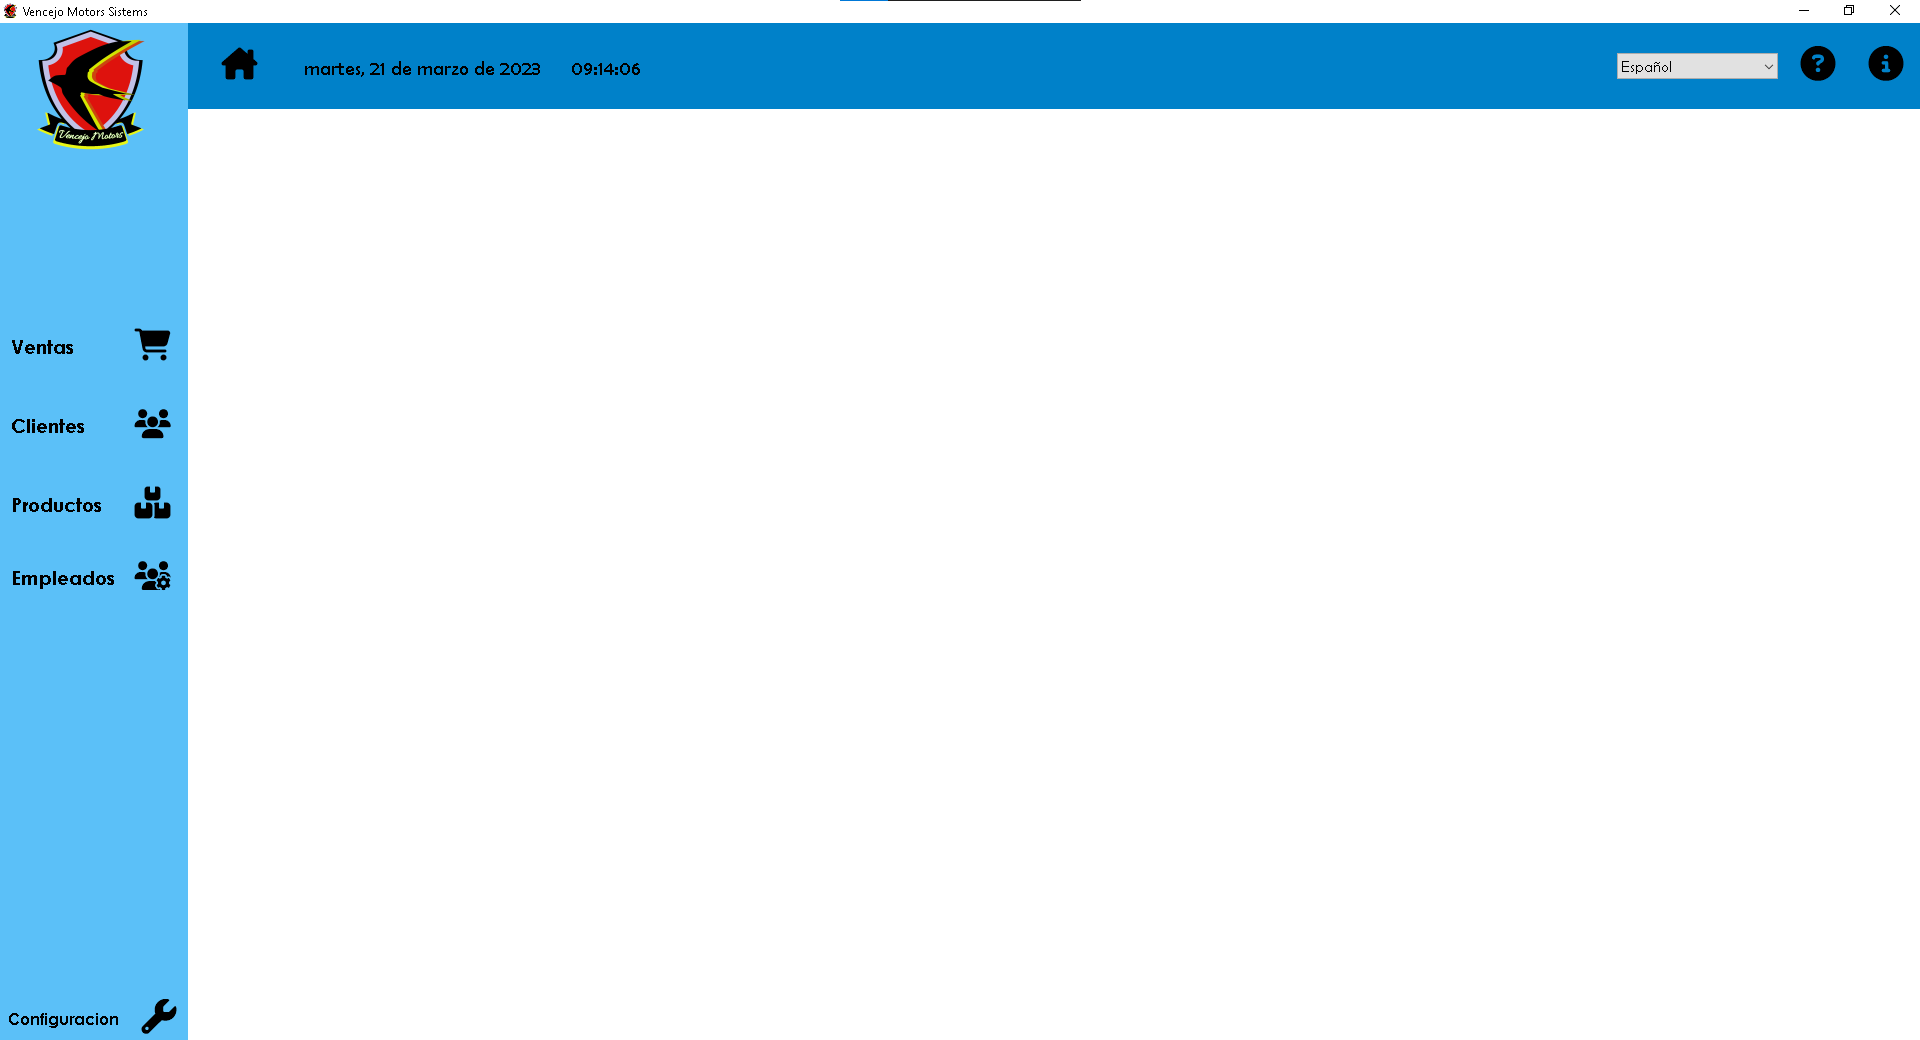 Vencejo Motors Sistems
Vencejo Motors
martes, 21 de marzo de 2023 09:14:06
Español
Ventas
Clientes
Productos
Empleados
Configuracion